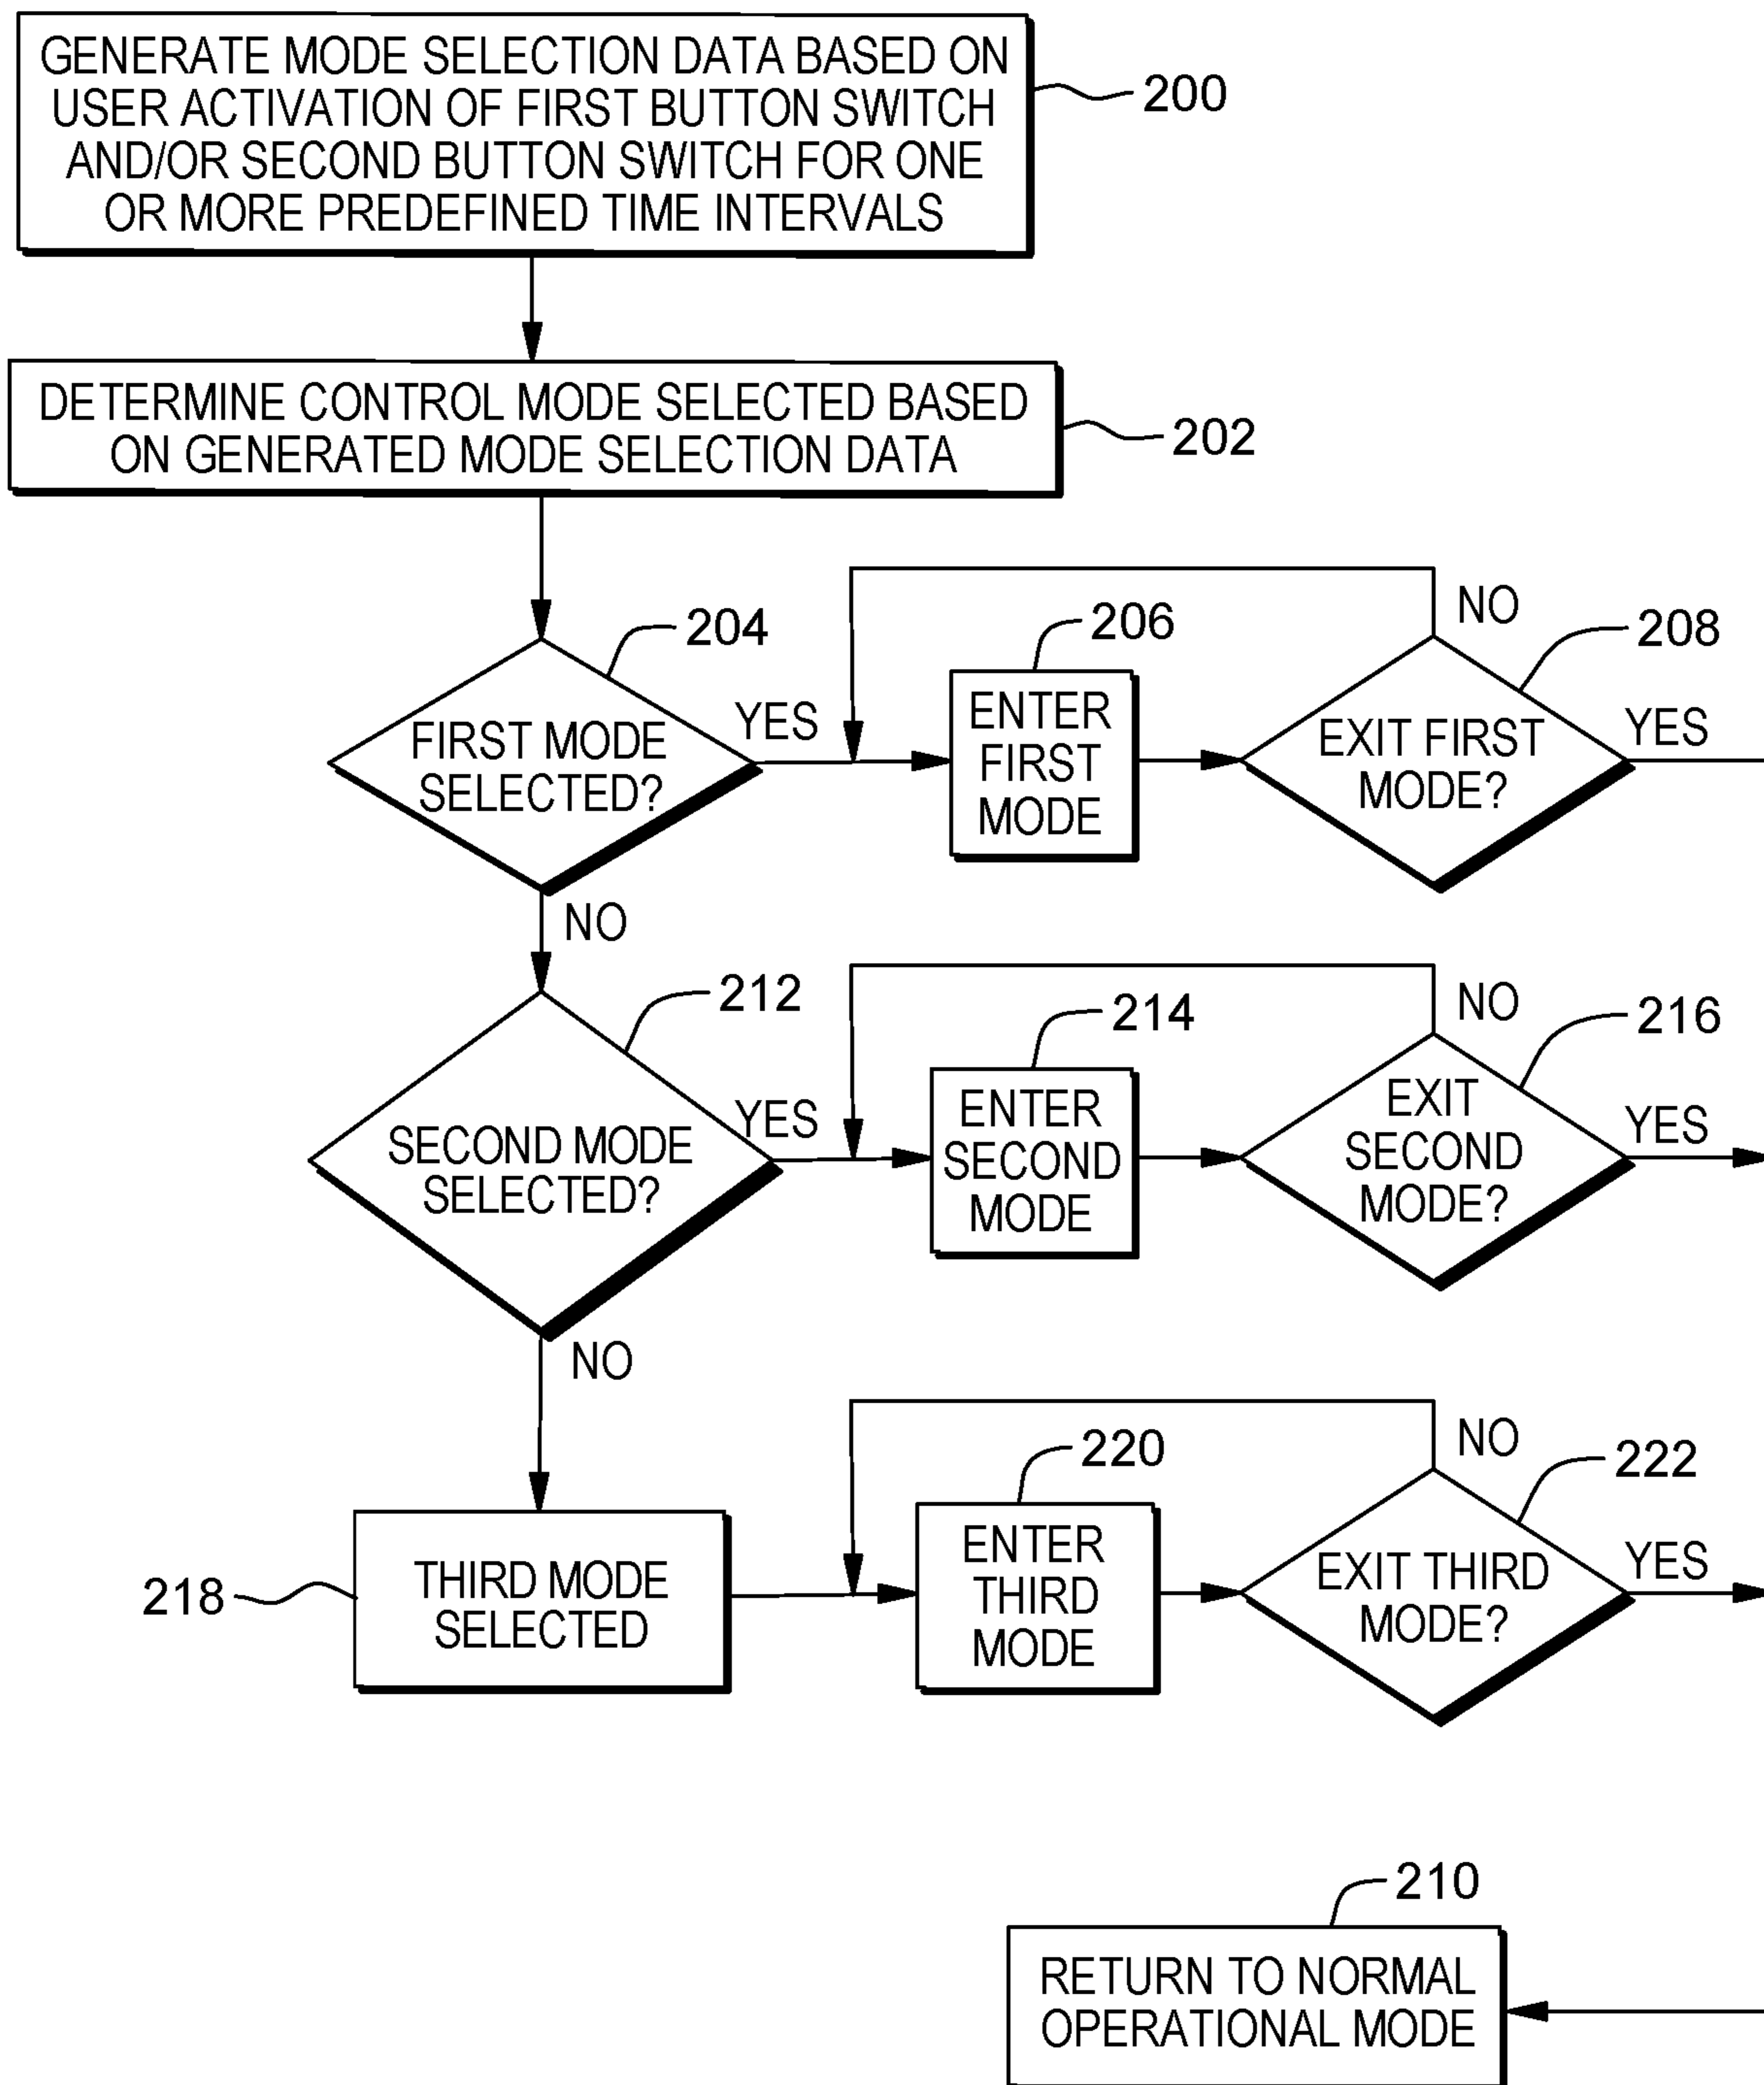 GENERATE MODE SELECTION DATA BASED ON
USER ACTIVATION OF FIRST BUTTON SWITCH
AND/OR SECOND BUTTON SWITCH FOR ONE
OR MORE PREDEFINED TIME INTERVALS
200
DETERMINE CONTROL MODE SELECTED BASED
ON GENERATED MODE SELECTION DATA
202
204
FIRST MODE
SELECTED?
YES
NO
206
ENTER
FIRST
MODE
NO
208
EXIT FIRST
MODE?
YES
212
SECOND MODE
SELECTED?
YES
NO
214
ENTER
SECOND
MODE
NO
216
EXIT
SECOND
MODE?
YES
218
THIRD MODE
SELECTED
220
ENTER
THIRD
MODE
NO
222
EXIT THIRD
MODE?
YES
210
RETURN TO NORMAL
OPERATIONAL MODE